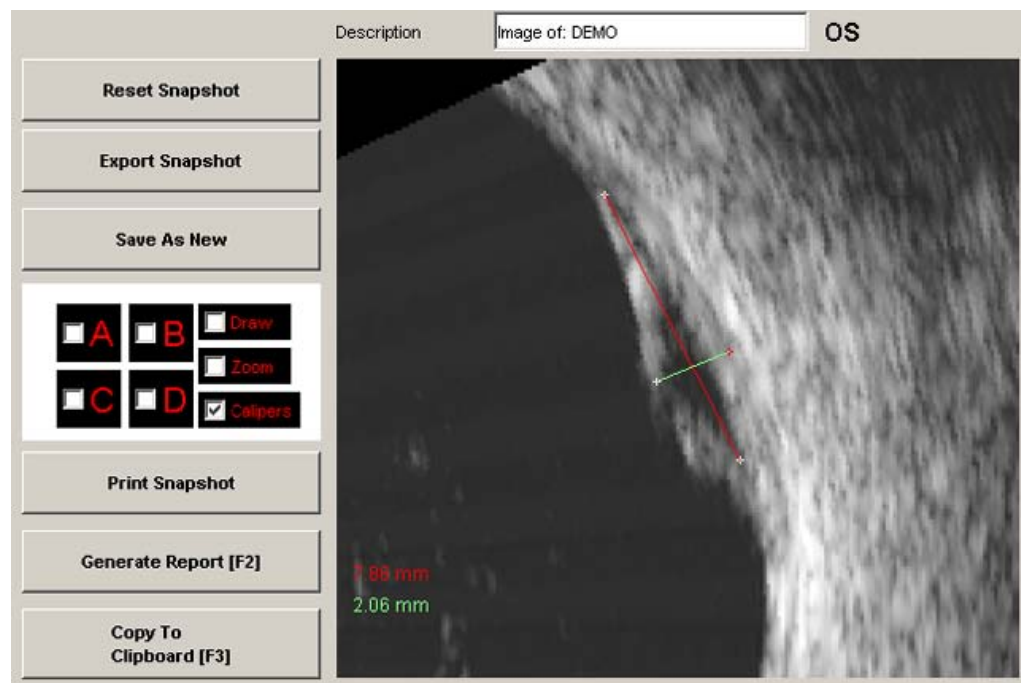 Description Image of: DEMO OS
Reset Snapshot
Export Snapshot
Save As New
A B Draw
Zoom
C D Calipers
Print Snapshot
Generate Report [F2]
7.88 mm
2.06 mm
Copy To
Clipboard [F3]